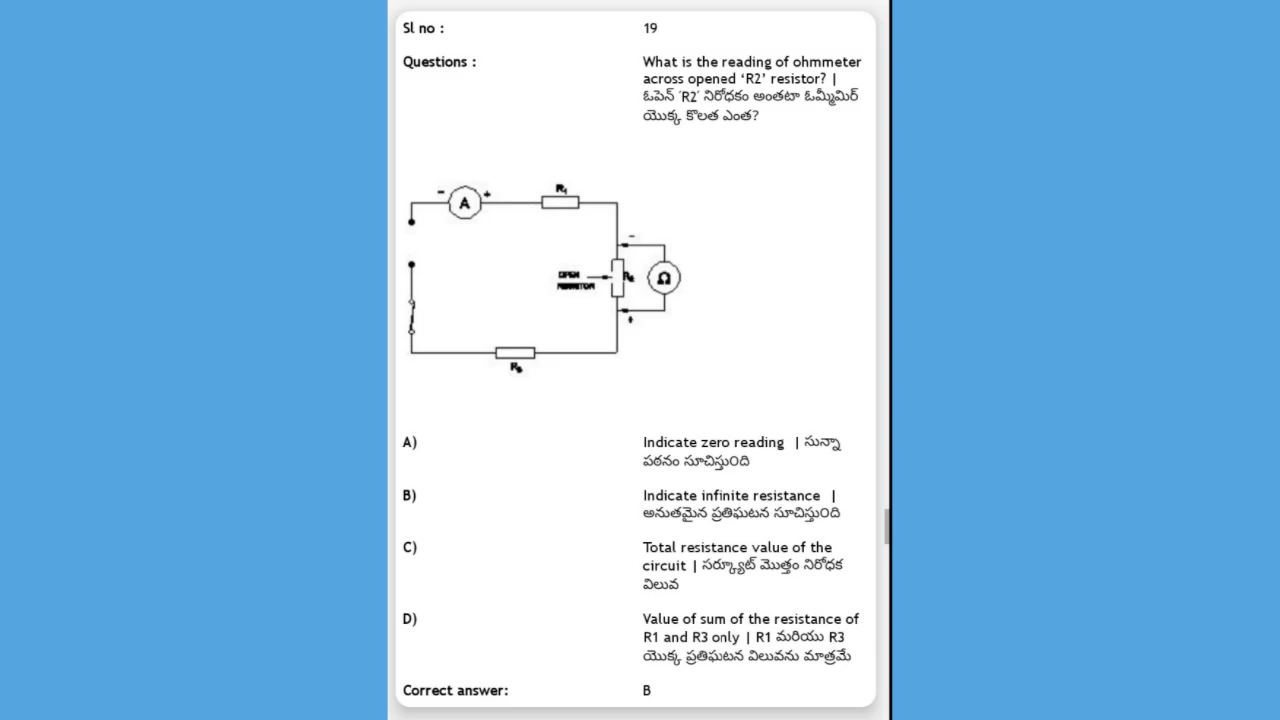 Sl no : 19
Questions : What is the reading of ohmmeter
across opened ‘R2’ resistor? |
ఓపెన్ 'R2' నిరోధకం అంతటా ఓమ్మీమిర్
యొక్క కొలత ఎంత?
R1
- A +
-
OPEN
RESISTOR
Ω
+
A) Indicate zero reading | సున్నా
పఠనం సూచిస్తు0ది
B) Indicate infinite resistance |
అనుతమైన ప్రతిఘటన సూచిస్తు0ది
C) Total resistance value of the
circuit | సర్క్యూట్ మొత్తం నిరోధక
విలువ
D) Value of sum of the resistance of
R1 and R3 only | R1 మరియు R3
యొక్క ప్రతిఘటన విలువను మాత్రమే
Correct answer: B